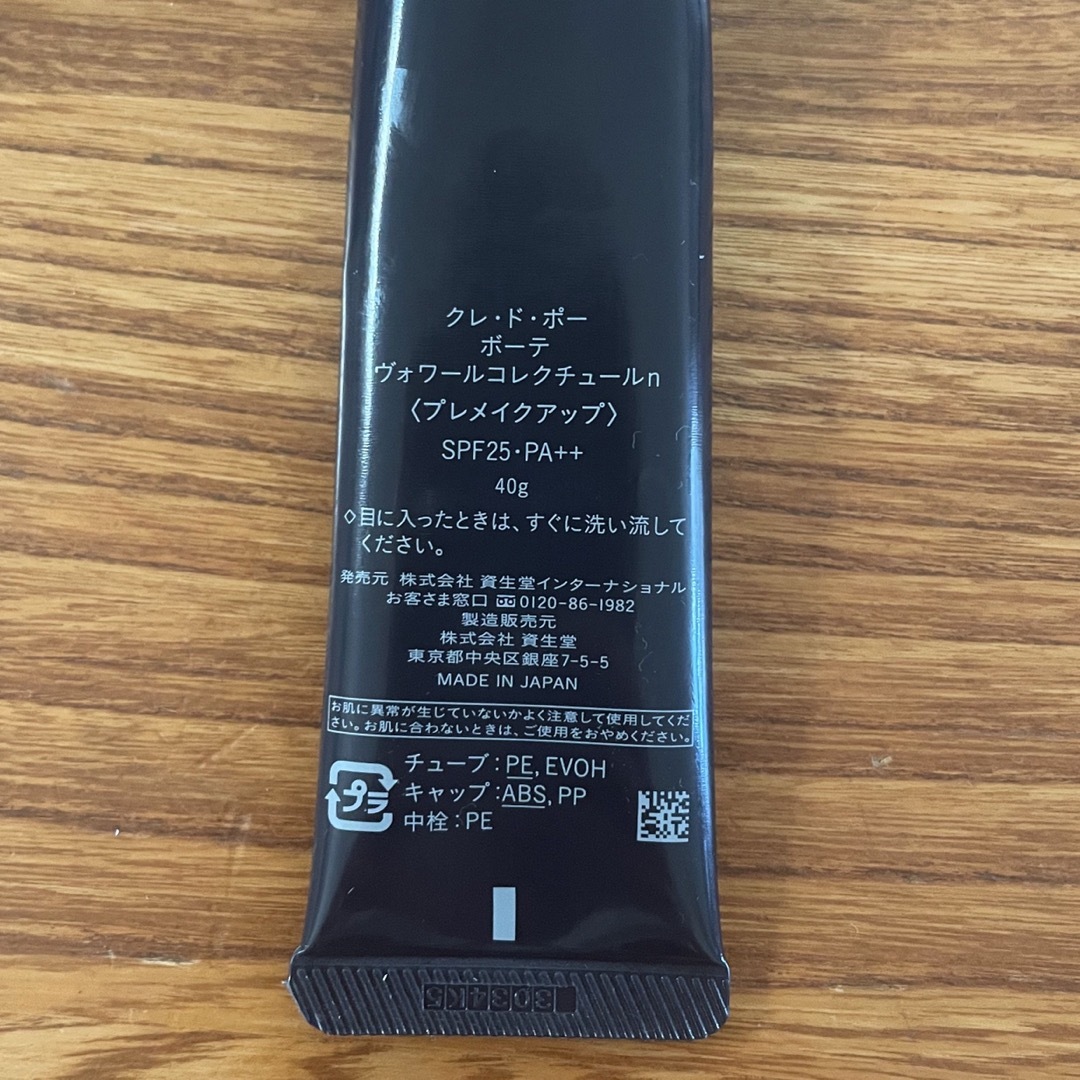 クレ・ド・ポー
ボーテ
ヴォワールコレクチュールn
〈プレメイクアップ〉
SPF25・PA++
40g
◇目に入ったときは、すぐに洗い流して
ください。
発売元 株式会社 資生堂インターナショナル
お客さま窓口 0120-86-1982
製造販売元
株式会社 資生堂
東京都中央区銀座7-5-5
MADE IN JAPAN
お肌に異常が生じていないかよく注意して使用してくだ
さい。お肌に合わないときは、ご使用をおやめください。
チューブ:PE, EVOH
プラ キャップ:ABS, PP
中栓:PE
3034K5